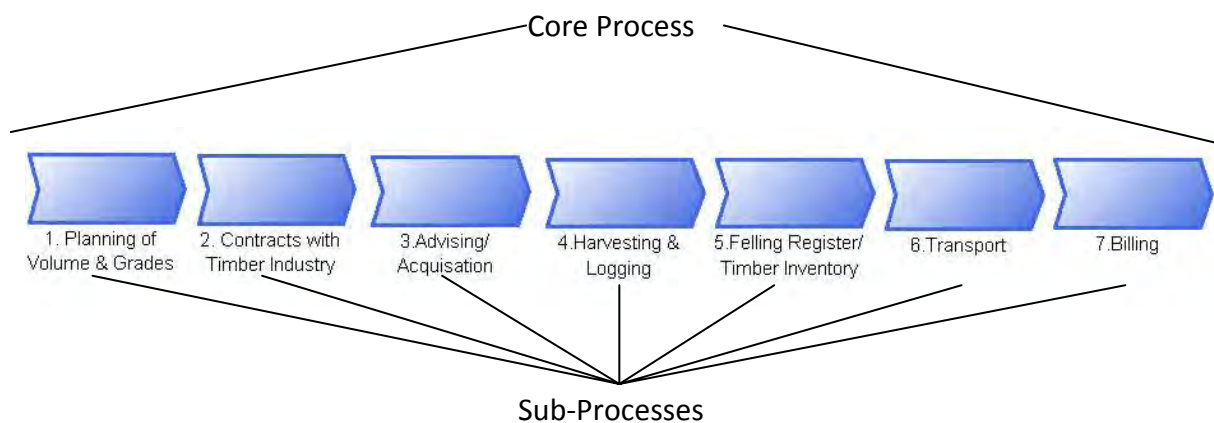 Core Process
1. Planning of
Volume & Grades
2. Contracts with
Timber Industry
3.Advising/
Acquisation
4.Harvesting &
Logging
5.Felling Register/
Timber Inventory
6.Transport
7.Billing
Sub-Processes